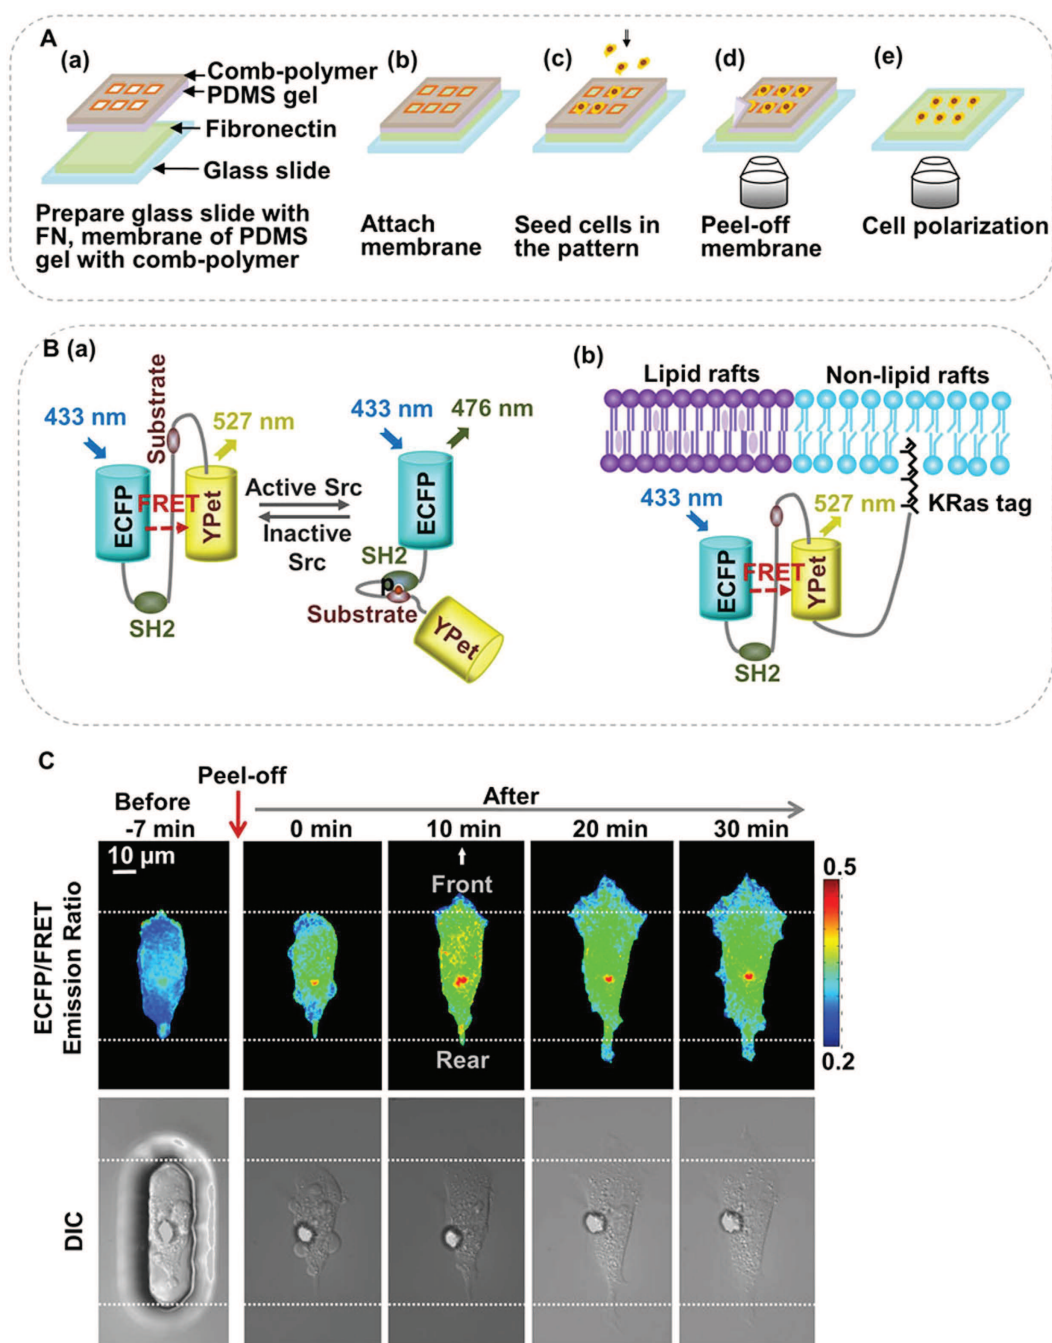 A
(a)
Comb-polymer
PDMS gel
Fibronectin
Glass slide
Prepare glass slide with
FN, membrane of PDMS
gel with comb-polymer
(b)
Attach
membrane
(c)
Seed cells in
the pattern
(d)
Peel-off
membrane
(e)
Cell polarization
B (a)
433 nm
Substrate
527 nm
ECFP
FRET
YPet
SH2
Active Src
Inactive
Src
433 nm
476 nm
ECFP
SH2
p
Substrate
YPet
(b)
Lipid rafts
Non-lipid rafts
433 nm
527 nm
KRas tag
ECFP
FRET
YPet
SH2
C
Peel-off
Before
After
-7 min
0 min
10 min
20 min
30 min
10 µm
Front
Rear
ECFP/FRET
Emission Ratio
0.5
0.2
DIC